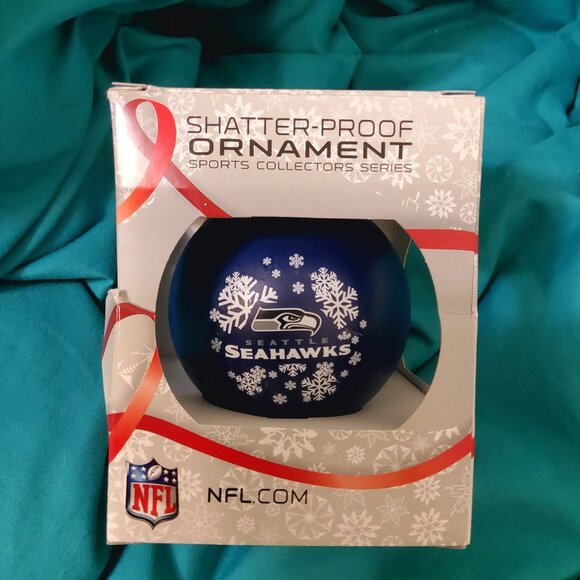 SHATTER-PROOF
ORNAMENT
SPORTS COLLECTORS SERIES
SEATTLE
SEAHAWKS
NFL
NFL.COM